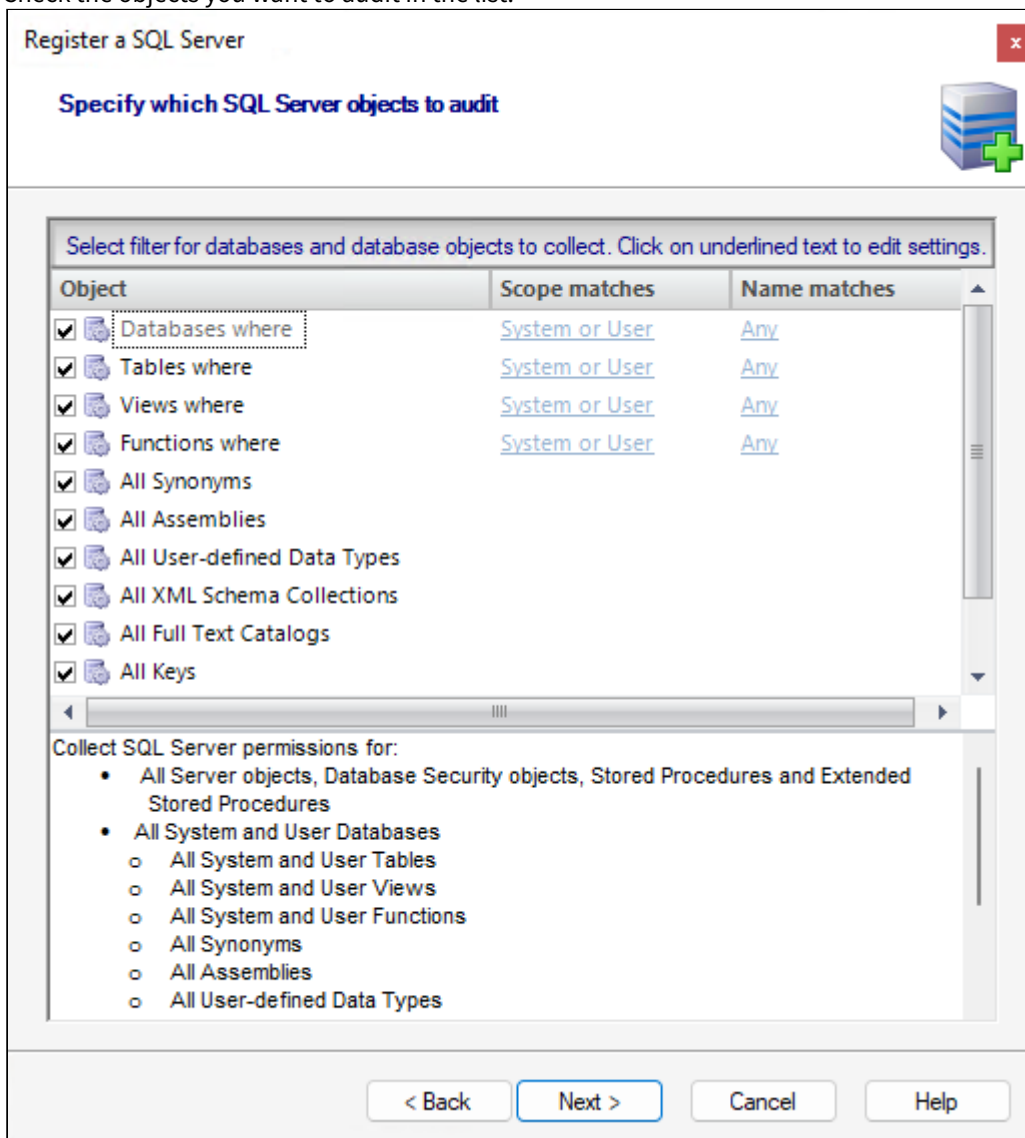 Check the objects you want to audit in the list.
Register a SQL Server
x
Specify which SQL Server objects to audit
Select filter for databases and database objects to collect. Click on underlined text to edit settings.
Object Scope matches Name matches
Databases where System or User Any
Tables where System or User Any
Views where System or User Any
Functions where System or User Any
All Synonyms
All Assemblies
All User-defined Data Types
All XML Schema Collections
All Full Text Catalogs
All Keys
Collect SQL Server permissions for:
• All Server objects, Database Security objects, Stored Procedures and Extended
Stored Procedures
• All System and User Databases
o All System and User Tables
o All System and User Views
o All System and User Functions
o All Synonyms
o All Assemblies
o All User-defined Data Types
< Back Next > Cancel Help